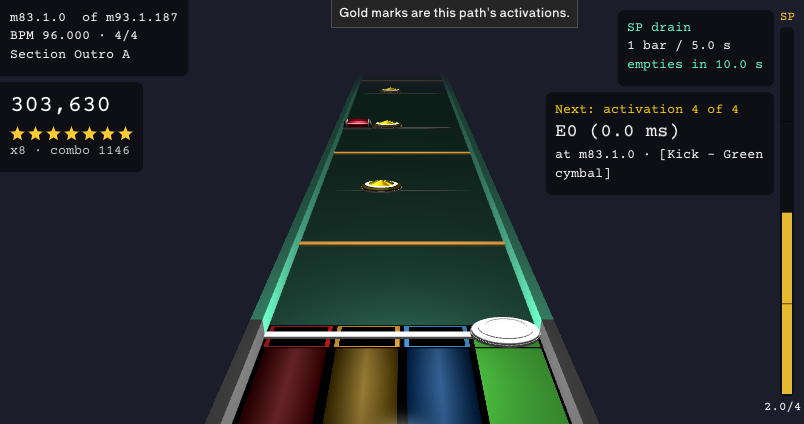 m83.1.0  of m93.1.187
BPM 96.000 · 4/4
Section Outro A
303,630
x8 · combo 1146
Gold marks are this path's activations.
SP drain
1 bar / 5.0 s
empties in 10.0 s
Next: activation 4 of 4
E0 (0.0 ms)
at m83.1.0 · [Kick - Green
cymbal]
SP
2.0/4